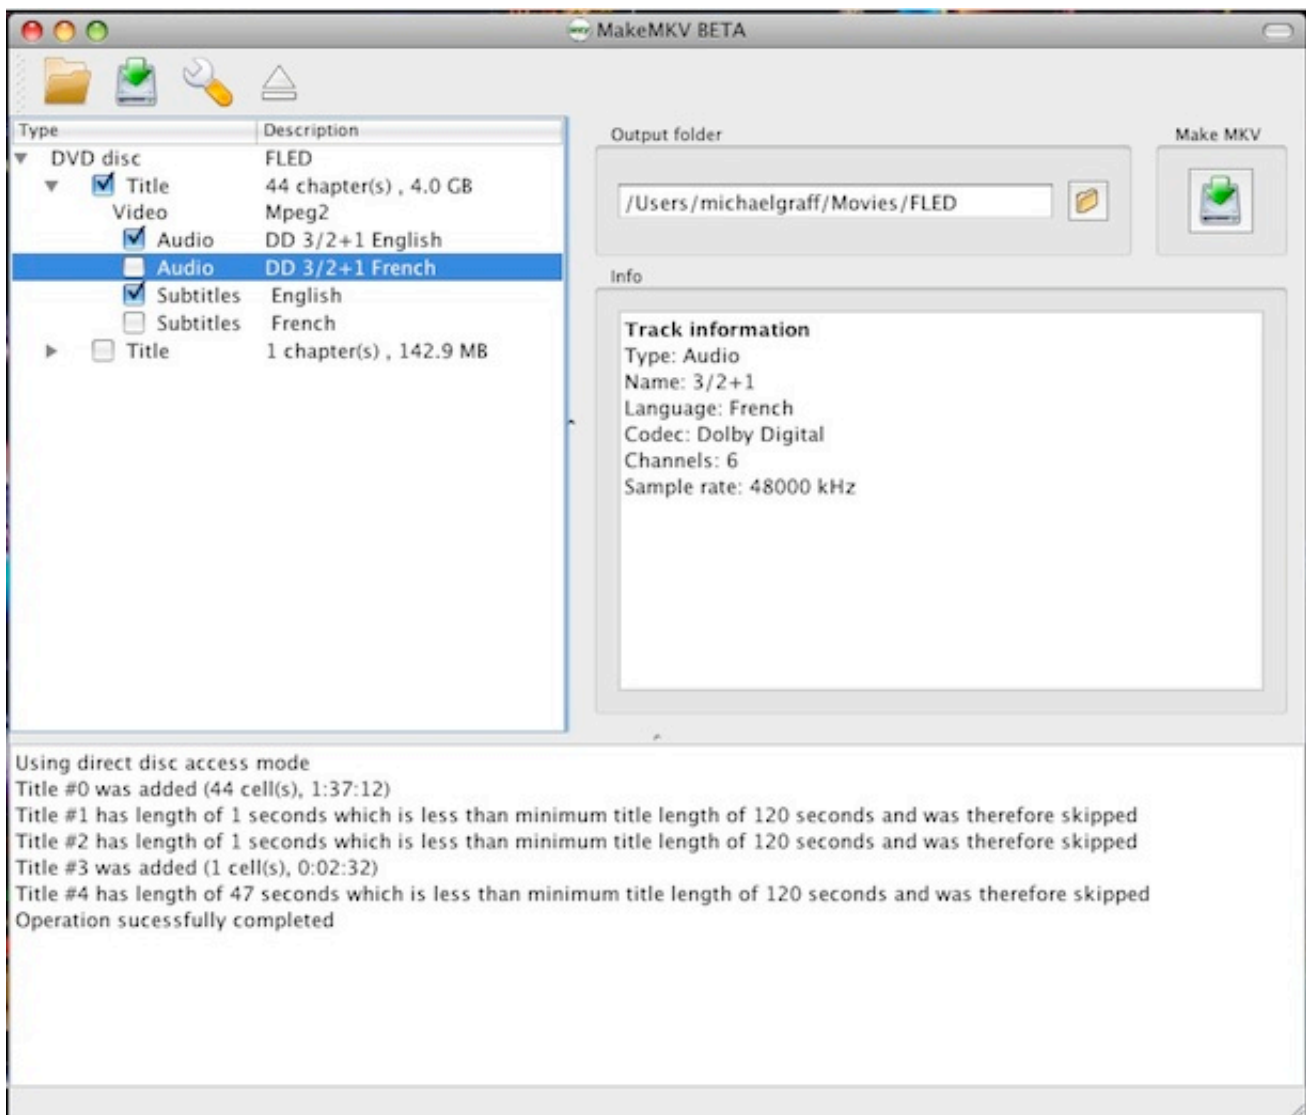 MakeMKV BETA
Type Description
DVD disc FLED
Title 44 chapter(s) , 4.0 GB
Video Mpeg2
Audio DD 3/2+1 English
Audio DD 3/2+1 French
Subtitles English
Subtitles French
Title 1 chapter(s) , 142.9 MB
Output folder
/Users/michaelgraff/Movies/FLED
Make MKV
Info
Track information
Type: Audio
Name: 3/2+1
Language: French
Codec: Dolby Digital
Channels: 6
Sample rate: 48000 kHz
Using direct disc access mode
Title #0 was added (44 cell(s), 1:37:12)
Title #1 has length of 1 seconds which is less than minimum title length of 120 seconds and was therefore skipped
Title #2 has length of 1 seconds which is less than minimum title length of 120 seconds and was therefore skipped
Title #3 was added (1 cell(s), 0:02:32)
Title #4 has length of 47 seconds which is less than minimum title length of 120 seconds and was therefore skipped
Operation sucessfully completed